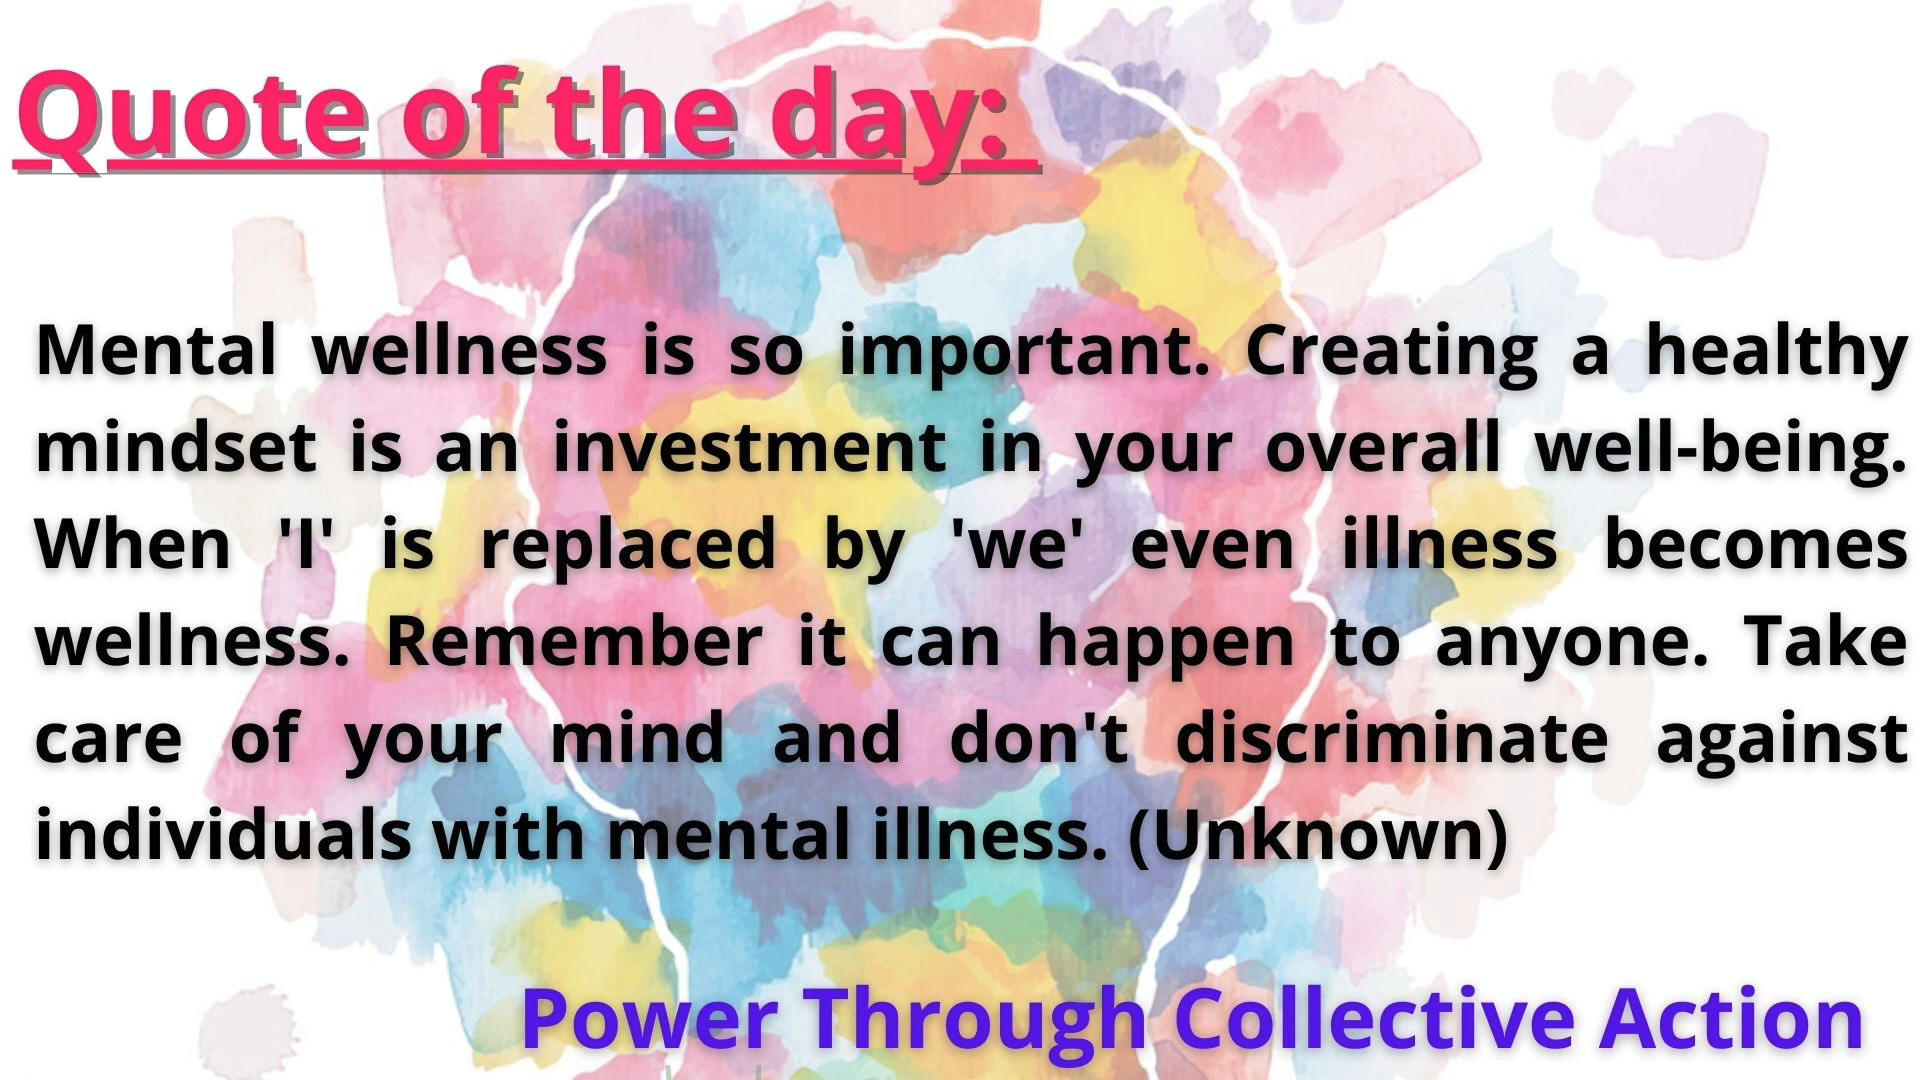 Quote of the day:
Mental wellness is so important. Creating a healthy
mindset is an investment in your overall well-being.
When 'I' is replaced by 'we' even illness becomes
wellness. Remember it can happen to anyone. Take
care of your mind and don't discriminate against
individuals with mental illness. (Unknown)
Power Through Collective Action